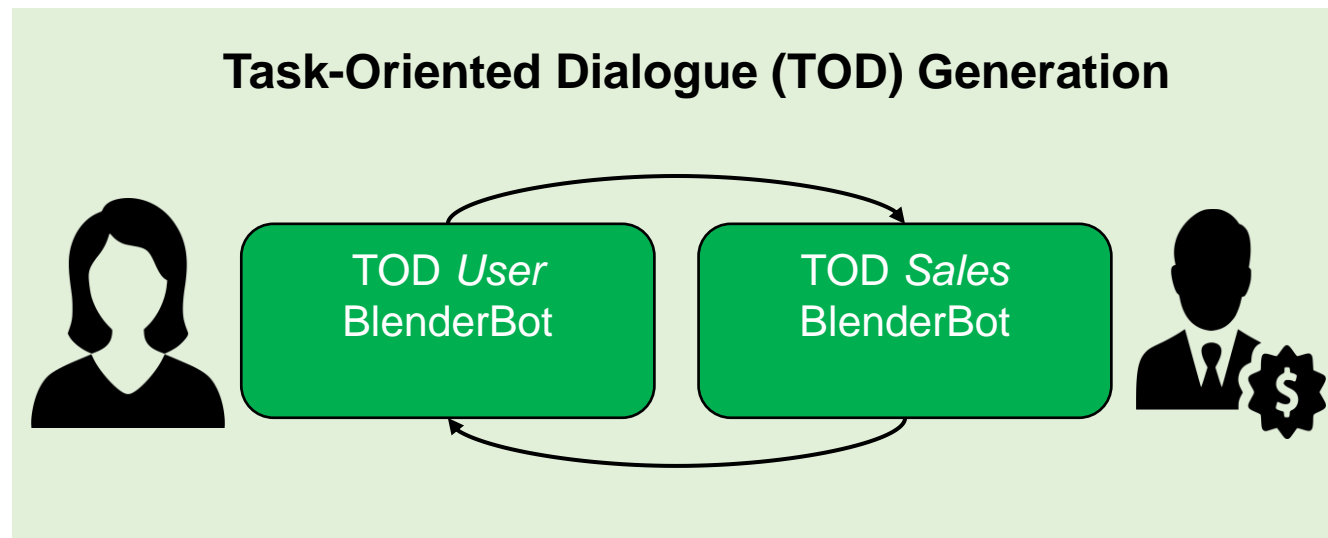 Task-Oriented Dialogue (TOD) Generation
TOD User
BlenderBot
TOD Sales
BlenderBot
$